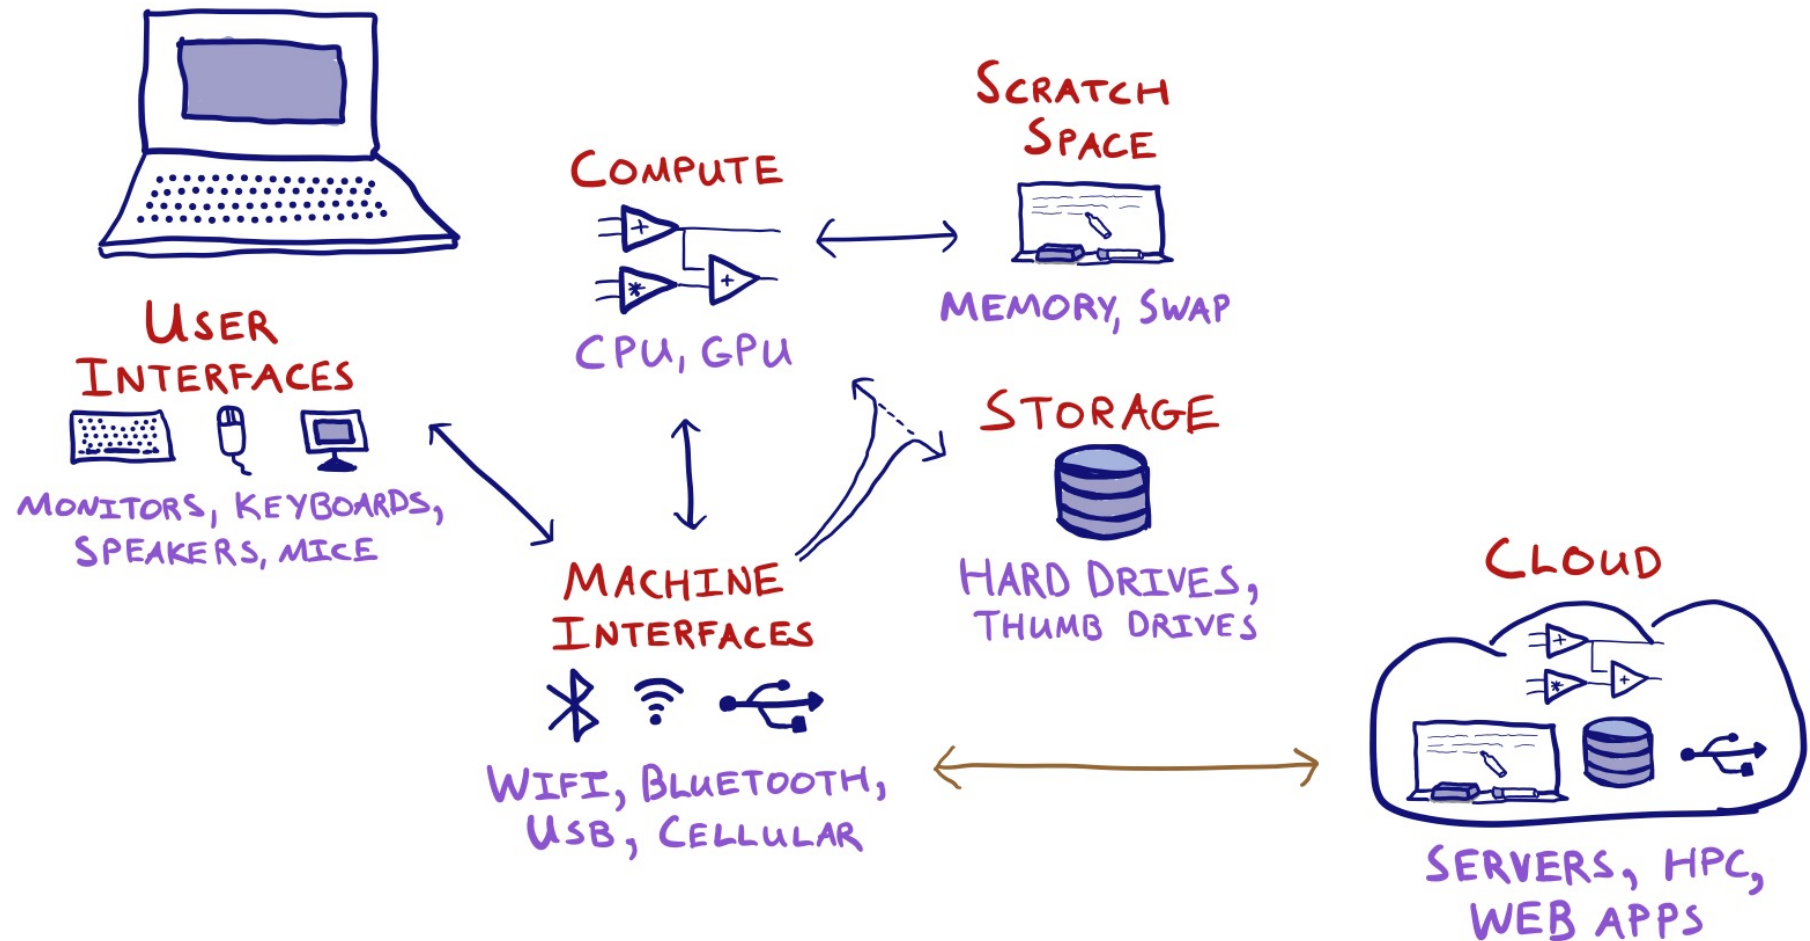 SCRATCH
SPACE
COMPUTE
MEMORY, SWAP
USER
INTERFACES
CPU, GPU
STORAGE
MONITORS, KEYBOARDS,
SPEAKERS, MICE
MACHINE
INTERFACES
HARD DRIVES,
THUMB DRIVES
CLOUD
WIFI, BLUETOOTH,
USB, CELLULAR
SERVERS, HPC,
WEB APPS